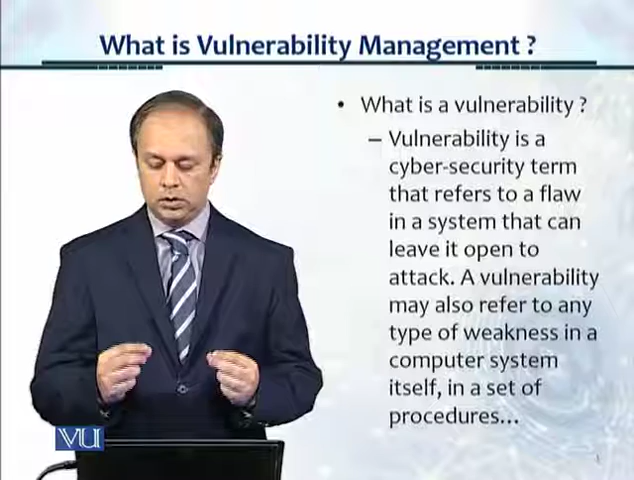 What is Vulnerability Management ?
• What is a vulnerability ?
– Vulnerability is a
cyber-security term
that refers to a flaw
in a system that can
leave it open to
attack. A vulnerability
may also refer to any
type of weakness in a
computer system
itself, in a set of
procedures...
VU
1